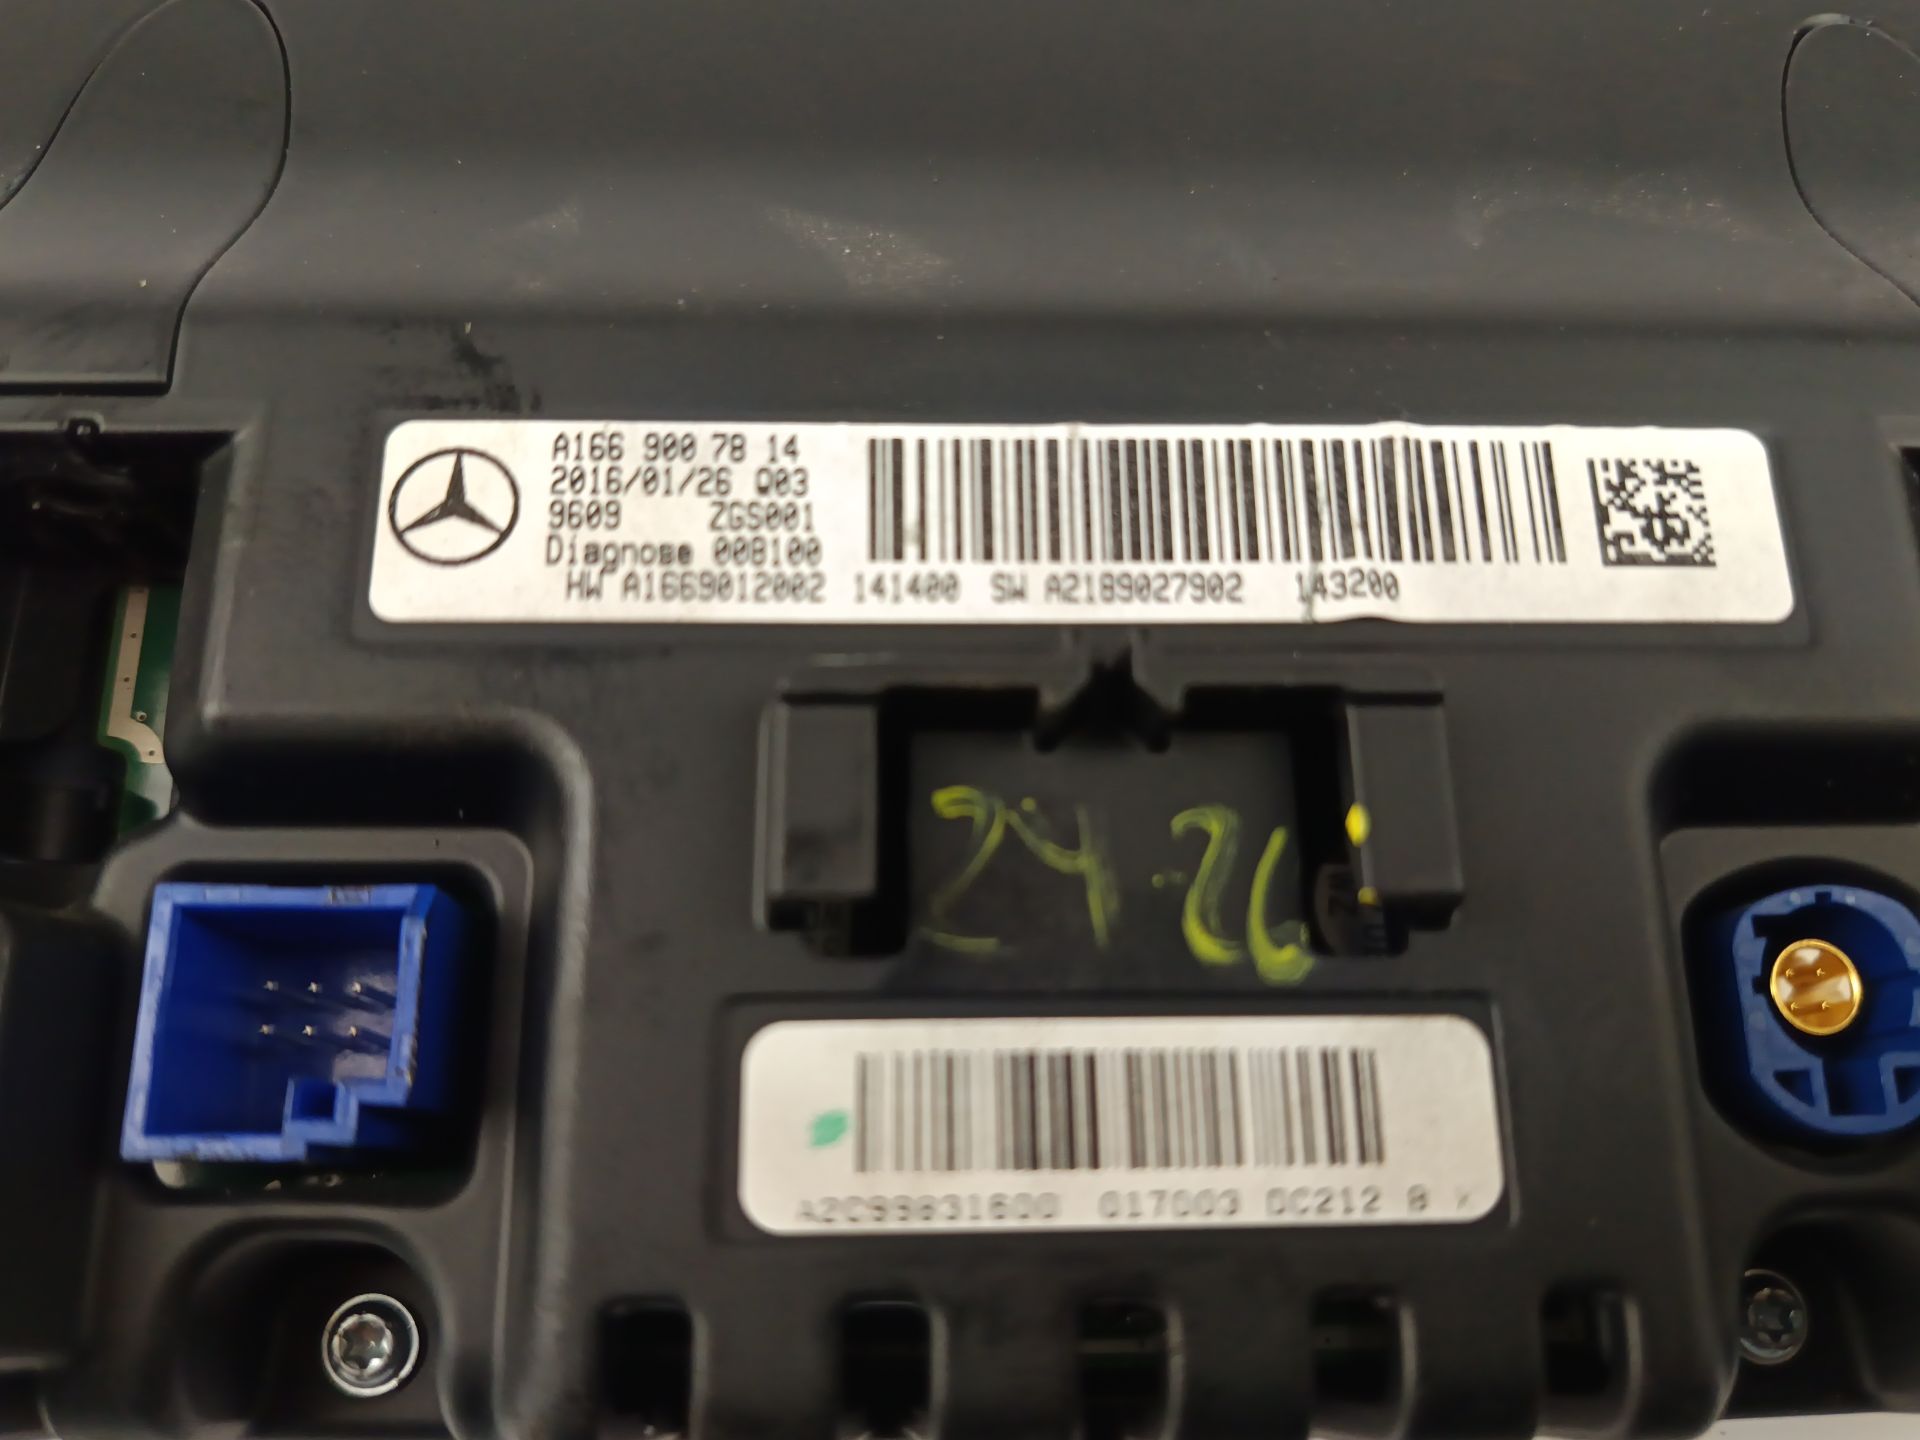 A166 900 78 14
2016/01/26 Q03
9609 ZGS001
Diagnose 008100
HW A1669012002 141400 SW A2189027902 143200
24.26
A2C99831600 017003 DC212 8 X